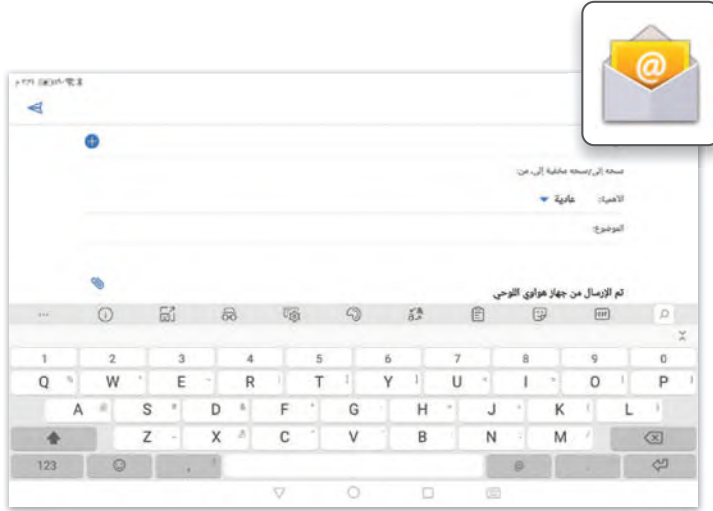 @
نسخة إلى/نسخة مخفية إلى، من:
الأهمية: عادية
الموضوع:
تم الإرسال من جهاز هواوي اللوحي
GIF
1 2 3 4 5 6 7 8 9 0
Q W E R T Y U I O P
A S D F G H J K L
Z X C V B N M
123 , @ .